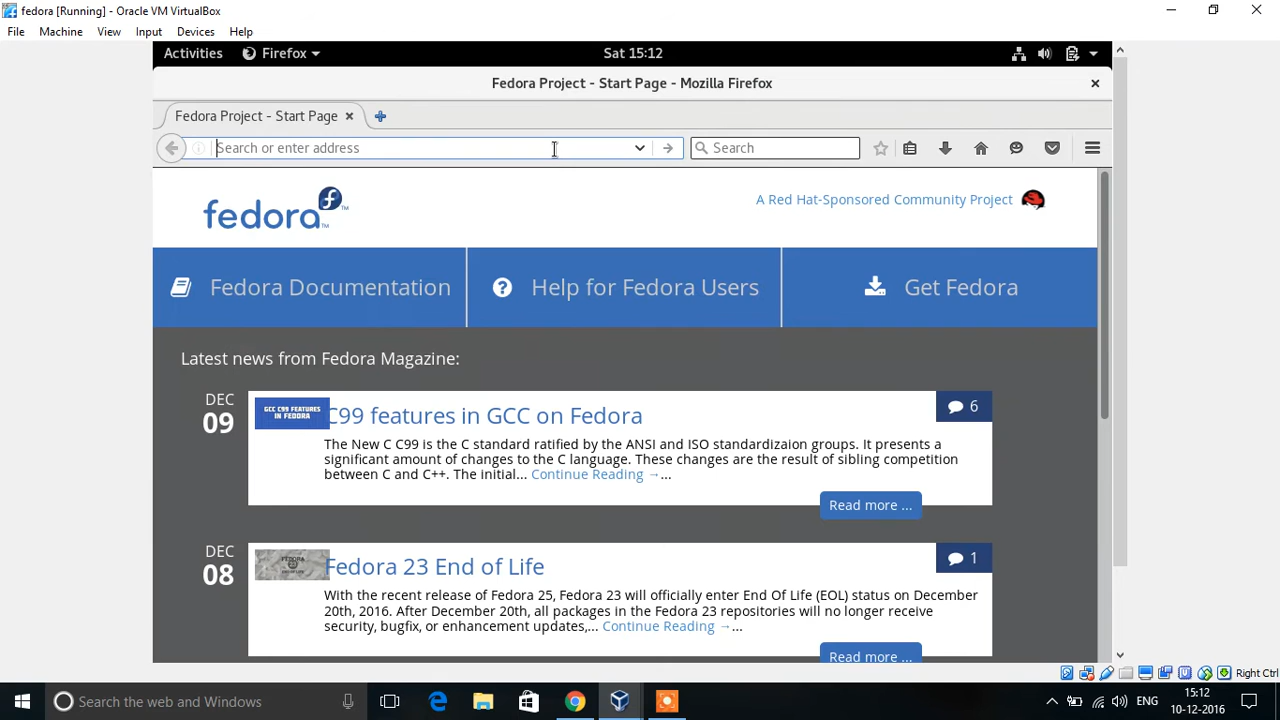 fedora [Running] - Oracle VM VirtualBox
File Machine View Input Devices Help
Activities Firefox Sat 15:12
Fedora Project - Start Page - Mozilla Firefox
Fedora Project - Start Page
Search or enter address Search
fedora™ A Red Hat-Sponsored Community Project
Fedora Documentation Help for Fedora Users Get Fedora
Latest news from Fedora Magazine:
DEC
09
GCC C99 FEATURES
IN FEDORA
C99 features in GCC on Fedora
6
The New C C99 is the C standard ratified by the ANSI and ISO standardizaion groups. It presents a
significant amount of changes to the C language. These changes are the result of sibling competition
between C and C++. The initial... Continue Reading →...
Read more ...
DEC
08
Fedora 23 End of Life
1
With the recent release of Fedora 25, Fedora 23 will officially enter End Of Life (EOL) status on December
20th, 2016. After December 20th, all packages in the Fedora 23 repositories will no longer receive
security, bugfix, or enhancement updates,... Continue Reading →...
Read more ...
Right Ctrl
Search the web and Windows
ENG
15:12
10-12-2016